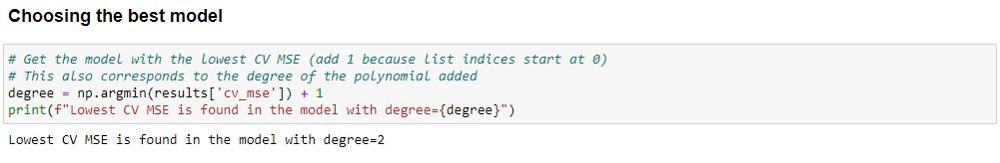 Choosing the best model
# Get the model with the lowest CV MSE (add 1 because list indices start at 0)
# This also corresponds to the degree of the polynomial added
degree = np.argmin(results['cv_mse']) + 1
print(f"Lowest CV MSE is found in the model with degree={degree}")
Lowest CV MSE is found in the model with degree=2